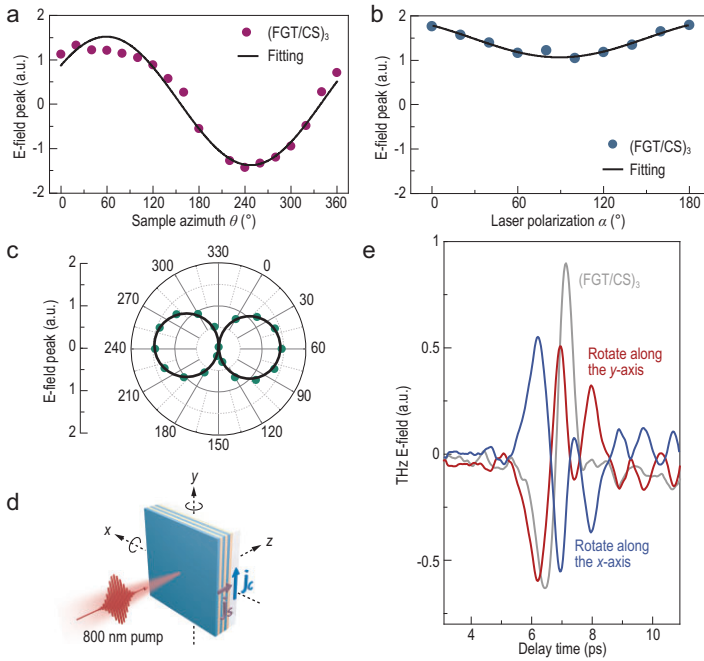 a
E-field peak (a.u.)
2
1
0
-1
-2
(FGT/CS)₃
Fitting
0 60 120 180 240 300 360
Sample azimuth θ (°)
b
E-field peak (a.u.)
2
1
0
-1
-2
(FGT/CS)₃
Fitting
0 60 120 180
Laser polarization α (°)
c
E-field peak (a.u.)
2
1
0
1
2
330
300 0
270 30
240 60
210 90
180 120
150
d
y
x
z
jc
js
800 nm pump
e
THz E-field (a.u.)
1
0.5
0
-0.5
(FGT/CS)₃
Rotate along
the y-axis
Rotate along
the x-axis
4 6 8 10
Delay time (ps)